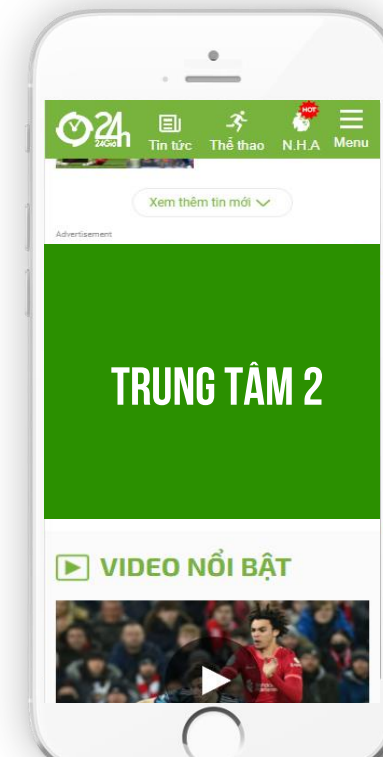 24h
24Giờ
Tin tức
Thể thao
HOT
N.H.A
Menu
Xem thêm tin mới
Advertisement
TRUNG TÂM 2
VIDEO NỔI BẬT